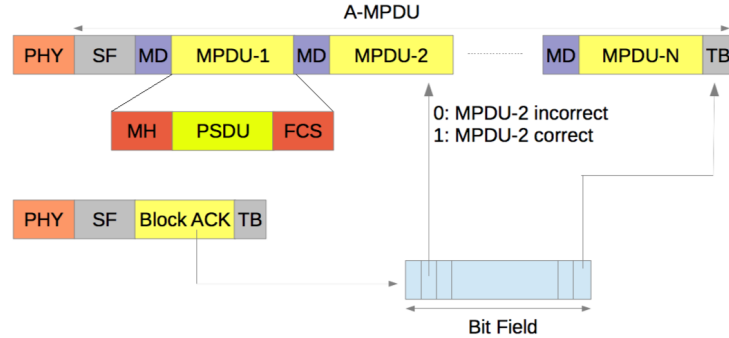 A-MPDU
PHY SF MD MPDU-1 MD MPDU-2 MD MPDU-N TB
MH PSDU FCS
0: MPDU-2 incorrect
1: MPDU-2 correct
PHY SF Block ACK TB
Bit Field